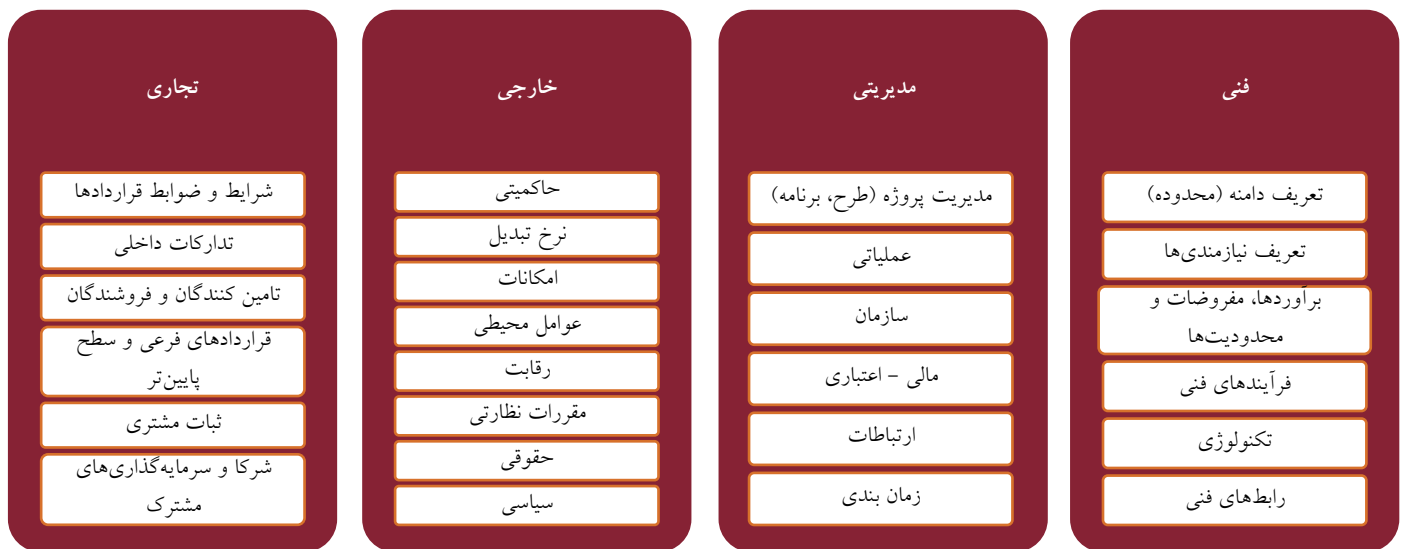 فنی
تعریف دامنه (محدوده)
تعریف نیازمندی‌ها
برآوردها، مفروضات و
محدودیت‌ها
فرآیندهای فنی
تکنولوژی
رابط‌های فنی
مدیریتی
مدیریت پروژه (طرح، برنامه)
عملیاتی
سازمان
مالی – اعتباری
ارتباطات
زمان بندی
خارجی
حاکمیتی
نرخ تبدیل
امکانات
عوامل محیطی
رقابت
مقررات نظارتی
حقوقی
سیاسی
تجاری
شرایط و ضوابط قراردادها
تدارکات داخلی
تامین کنندگان و فروشندگان
قراردادهای فرعی و سطح
پایین‌تر
ثبات مشتری
شرکا و سرمایه‌گذاری‌های
مشترک